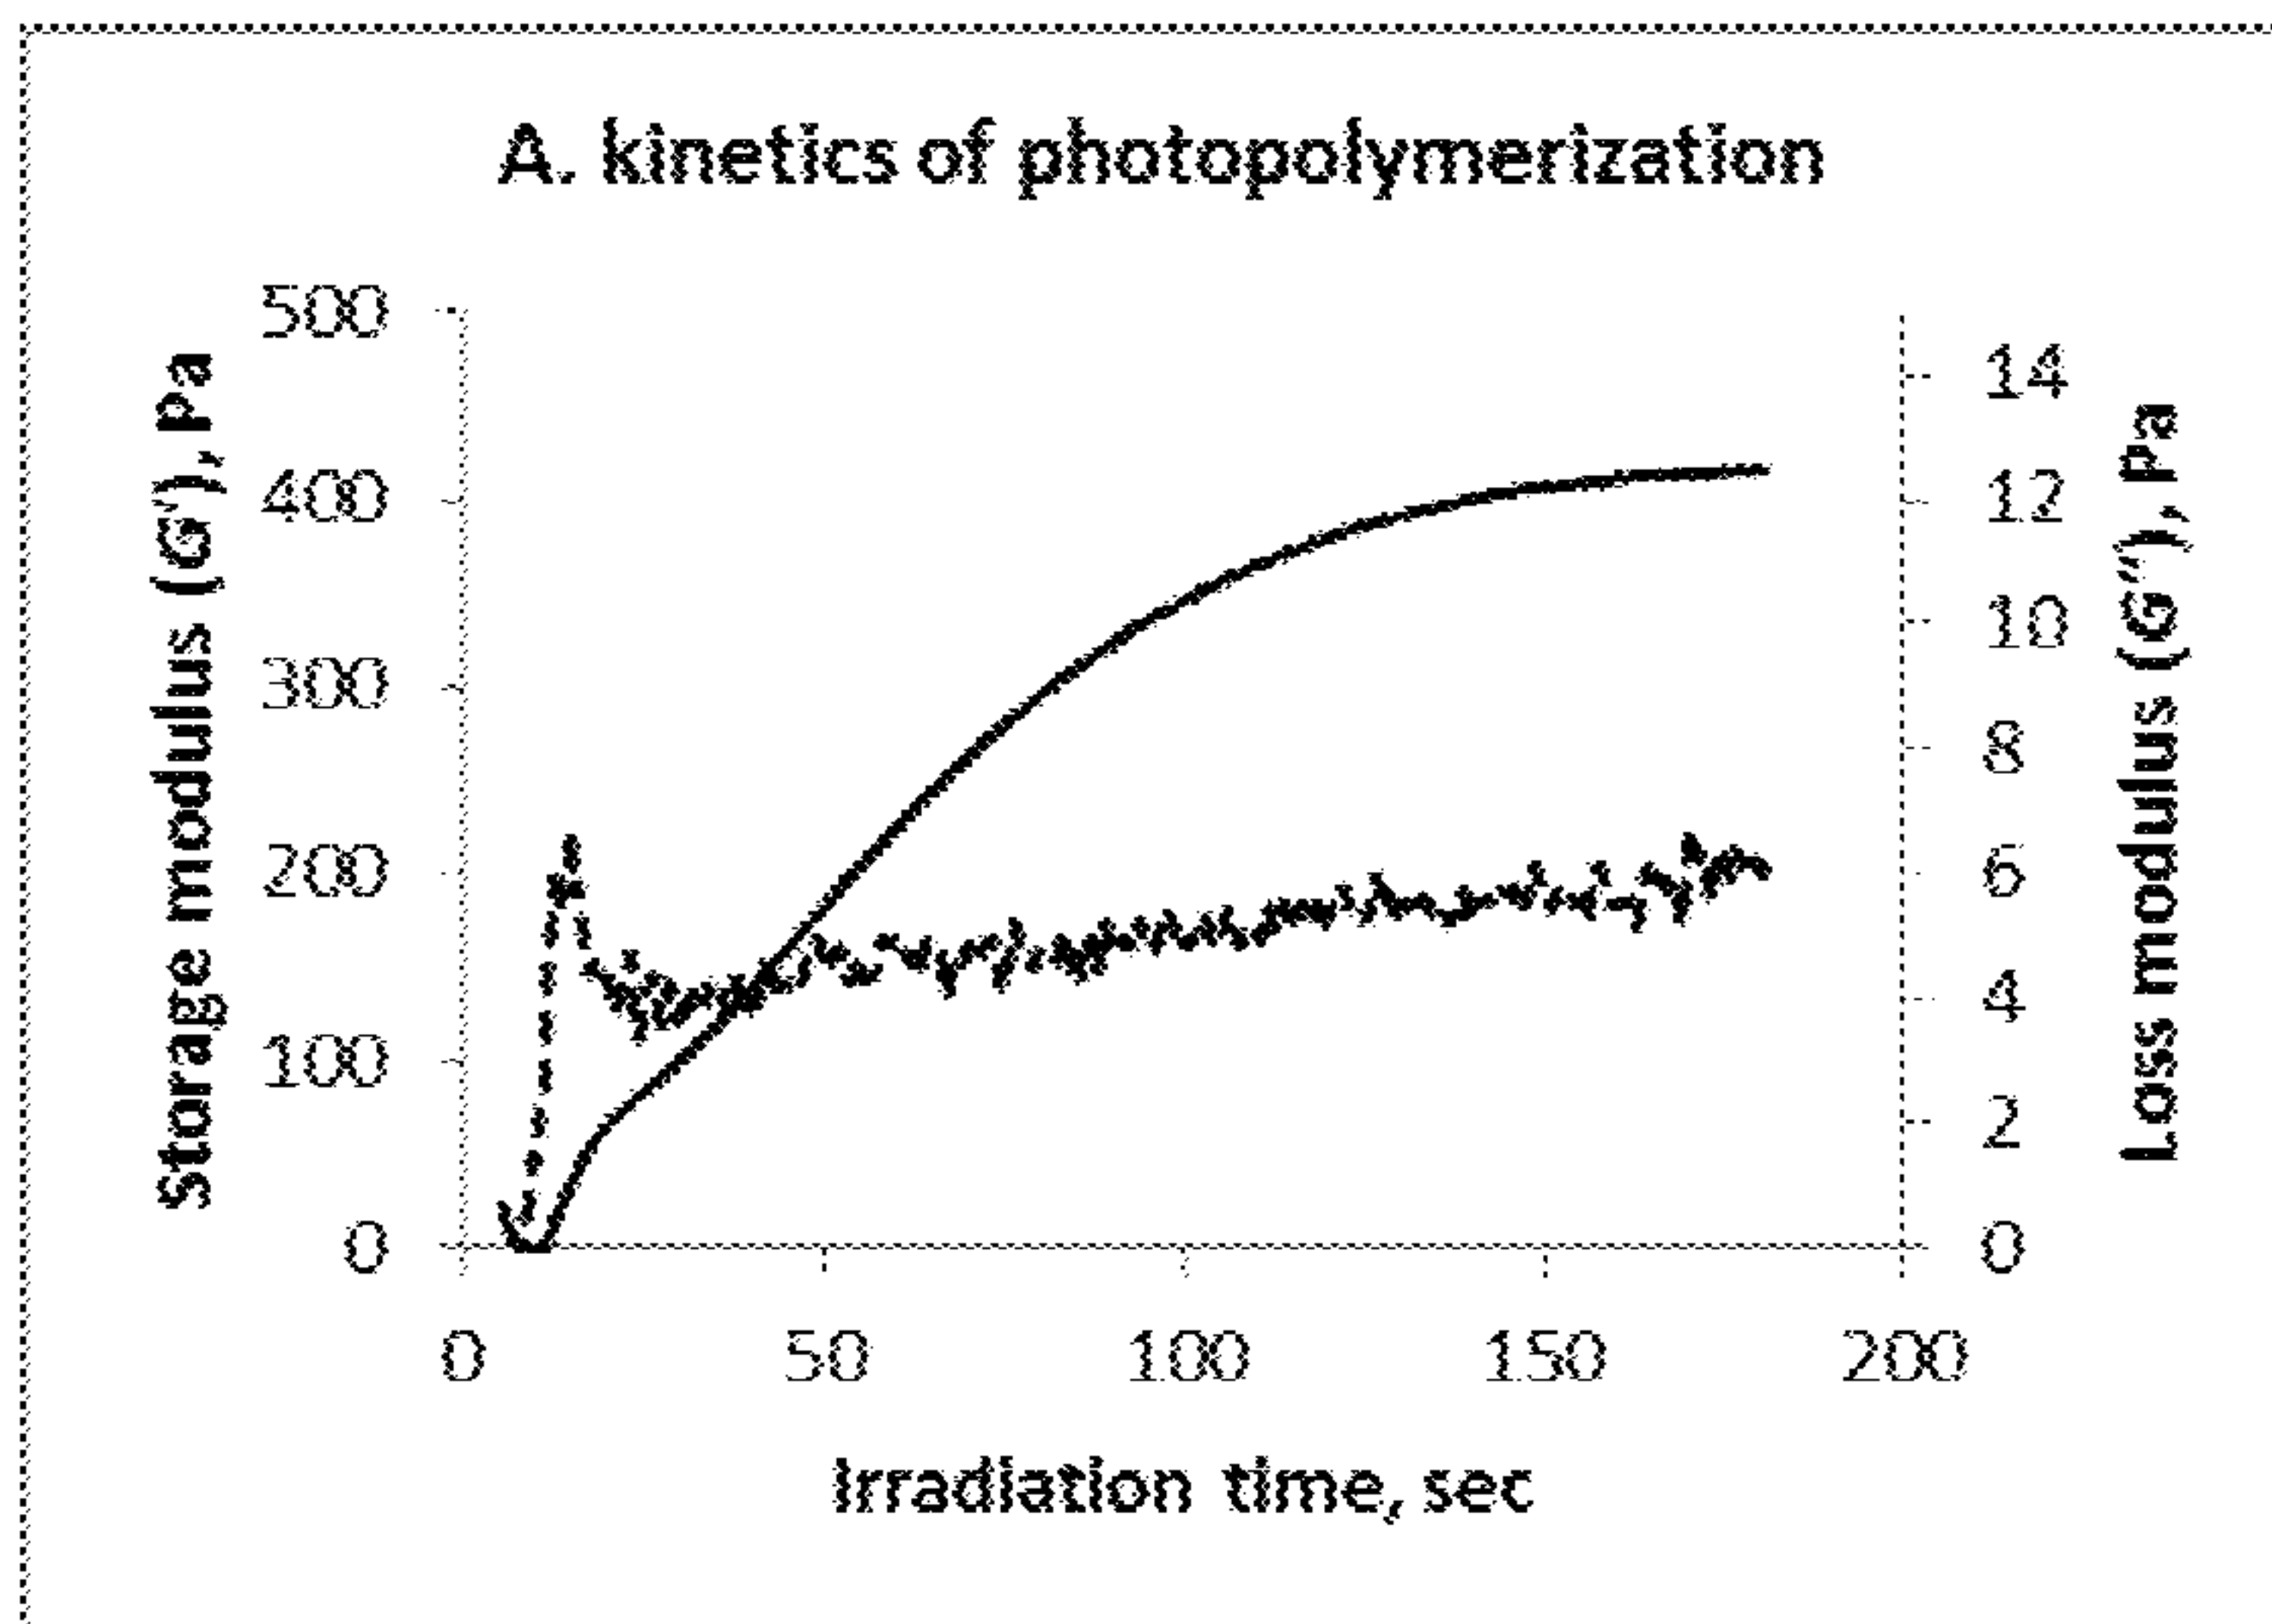 A. kinetics of photopolymerization
Storage modulus (G'), Pa
500
400
300
200
100
0
14
12
10
8
6
4
2
0
Loss modulus (G''), Pa
0 50 100 150 200
Irradiation time, sec